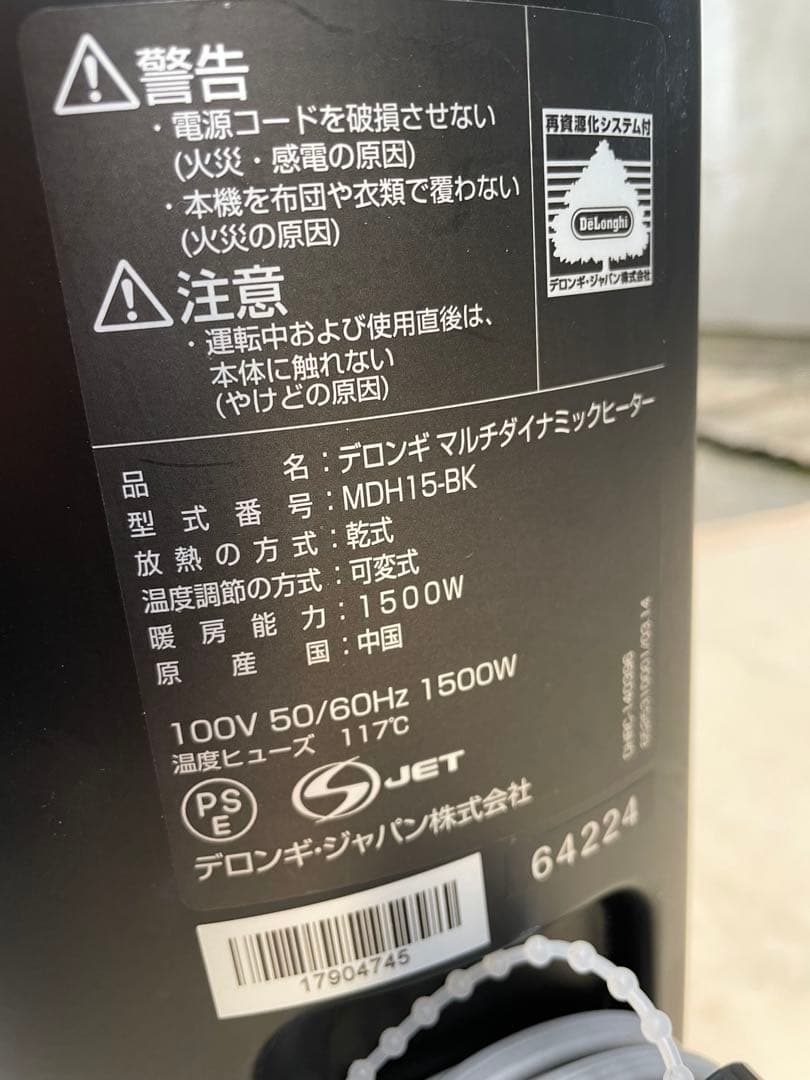 警告
・電源コードを破損させない
(火災・感電の原因)
・本機を布団や衣類で覆わない
(火災の原因)
注意
・運転中および使用直後は、
本体に触れない
(やけどの原因)
再資源化システム付
DeLonghi
デロンギ・ジャパン株式会社
品名：デロンギ マルチダイナミックヒーター
型式番号：MDH15-BK
放熱の方式：乾式
温度調節の方式：可変式
暖房能力：1500W
原産国：中国
100V 50/60Hz 1500W
温度ヒューズ 117℃
PS
E
S JET
デロンギ・ジャパン株式会社
64224
17904745